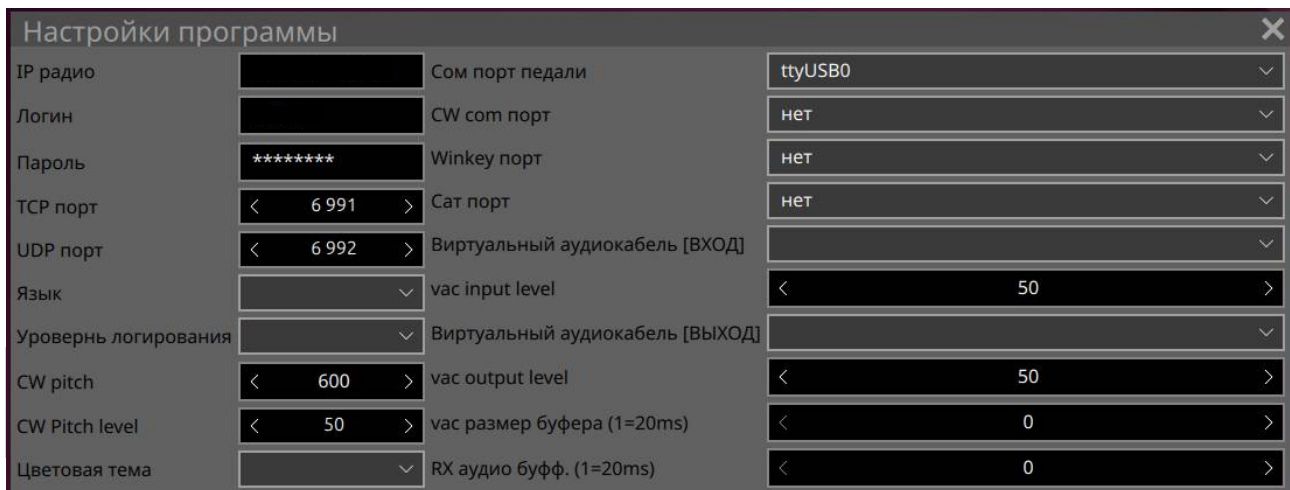 Настройки программы
IP радио
Сом порт педали ttyUSB0
Логин
CW com порт нет
Пароль ********
Winkey порт нет
TCP порт 6 991
Сат порт нет
UDP порт 6 992
Виртуальный аудиокабель [ВХОД]
Язык
vac input level 50
Уровернь логирования
Виртуальный аудиокабель [ВЫХОД]
CW pitch 600
vac output level 50
CW Pitch level 50
vac размер буфера (1=20ms) 0
Цветовая тема
RX аудио буфф. (1=20ms) 0